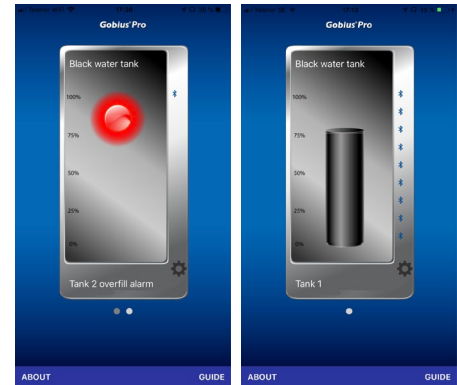 Gobius Pro
Black water tank
100%
75%
50%
25%
0%
Tank 2 overfill alarm
ABOUT GUIDE
Gobius Pro
Black water tank
100%
75%
50%
25%
0%
Tank 1
ABOUT GUIDE